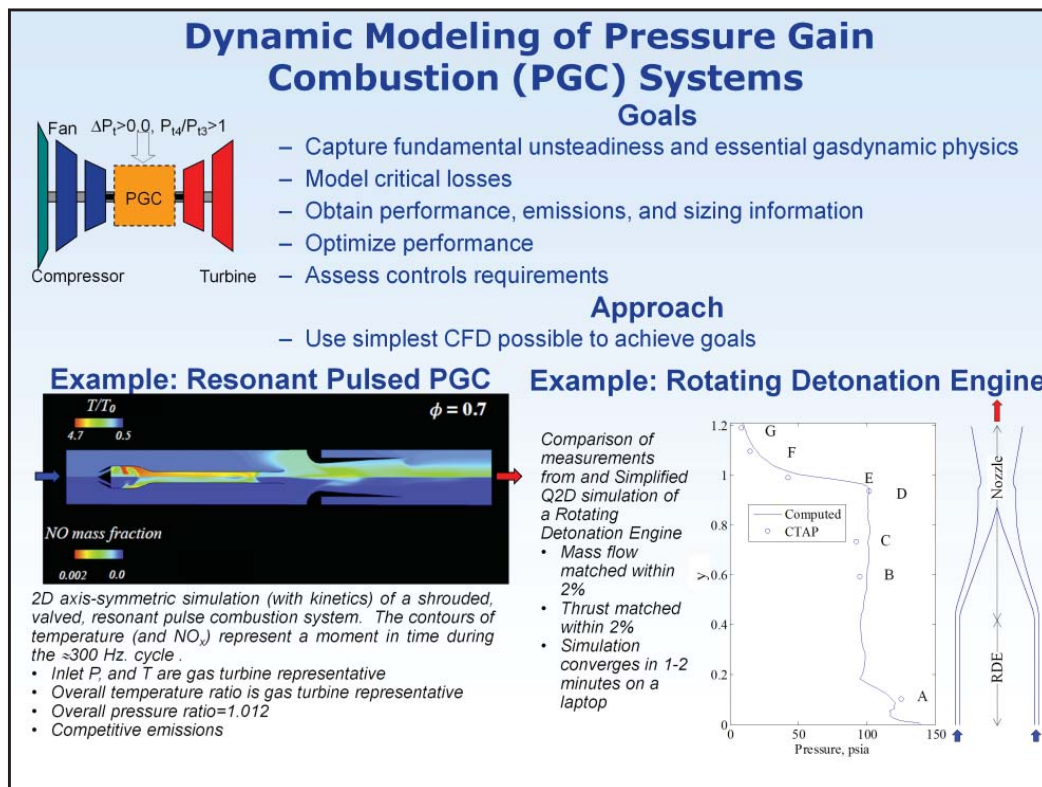 Dynamic Modeling of Pressure Gain
Combustion (PGC) Systems
Fan
ΔPt>0.0, Pt4/Pt3>1
PGC
Compressor
Turbine
Goals
– Capture fundamental unsteadiness and essential gasdynamic physics
– Model critical losses
– Obtain performance, emissions, and sizing information
– Optimize performance
– Assess controls requirements
Approach
– Use simplest CFD possible to achieve goals
Example: Resonant Pulsed PGC
T/T0
4.7
0.5
ϕ = 0.7
NO mass fraction
0.002
0.0
2D axis-symmetric simulation (with kinetics) of a shrouded,
valved, resonant pulse combustion system. The contours of
temperature (and NOx) represent a moment in time during
the ≈300 Hz. cycle .
• Inlet P, and T are gas turbine representative
• Overall temperature ratio is gas turbine representative
• Overall pressure ratio=1.012
• Competitive emissions
Example: Rotating Detonation Engine
Comparison of
measurements
from and Simplified
Q2D simulation of
a Rotating
Detonation Engine
• Mass flow
matched within
2%
• Thrust matched
within 2%
• Simulation
converges in 1-2
minutes on a
laptop
1.2
1
0.8
0.6
0.4
0.2
0
y
G
F
E
D
C
B
A
Computed
CTAP
0
50
100
150
Pressure, psia
Nozzle
RDE